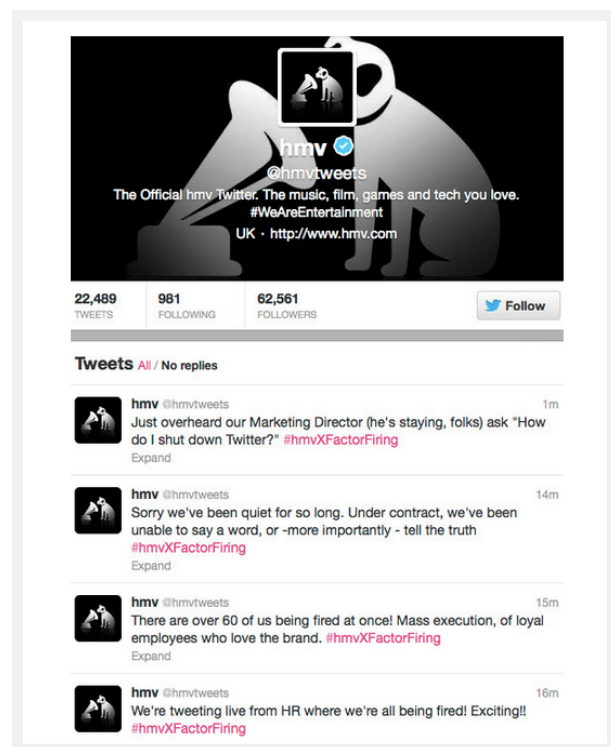 hmv
@hmvtweets
The Official hmv Twitter. The music, film, games and tech you love.
#WeAreEntertainment
UK · http://www.hmv.com
22,489 981 62,561
TWEETS FOLLOWING FOLLOWERS
Follow
Tweets All / No replies
hmv @hmvtweets 1m
Just overheard our Marketing Director (he's staying, folks) ask "How
do I shut down Twitter?" #hmvXFactorFiring
Expand
hmv @hmvtweets 14m
Sorry we've been quiet for so long. Under contract, we've been
unable to say a word, or -more importantly - tell the truth
#hmvXFactorFiring
Expand
hmv @hmvtweets 15m
There are over 60 of us being fired at once! Mass execution, of loyal
employees who love the brand. #hmvXFactorFiring
Expand
hmv @hmvtweets 16m
We're tweeting live from HR where we're all being fired! Exciting!!
#hmvXFactorFiring